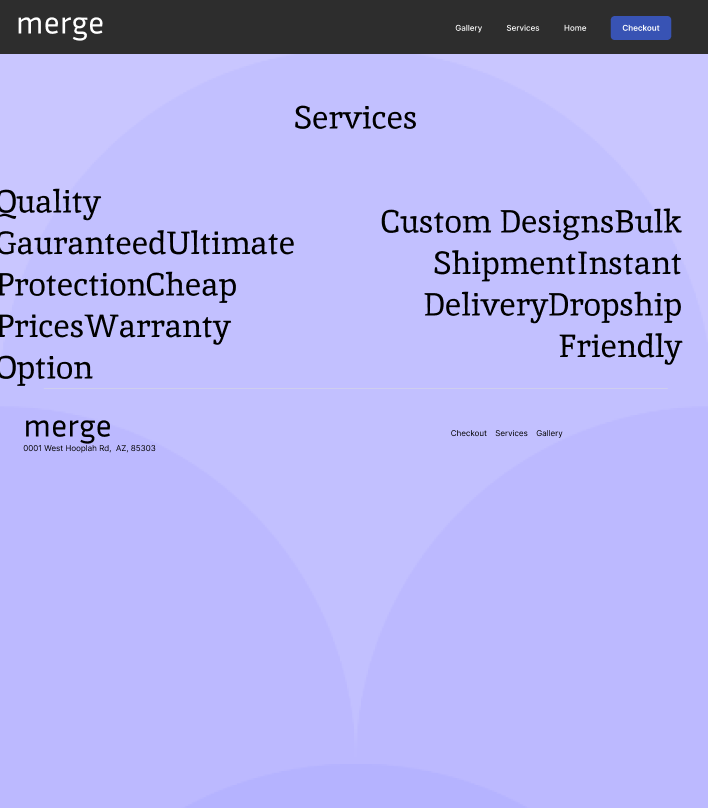 merge
Gallery Services Home Checkout
Services
Quality
GauranteedUltimate
ProtectionCheap
PricesWarranty
Option
Custom DesignsBulk
ShipmentInstant
DeliveryDropship
Friendly
merge
0001 West Hooplah Rd, AZ, 85303
Checkout Services Gallery